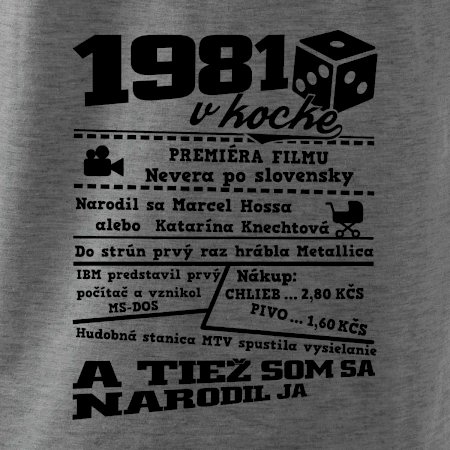 1981
v kocke
PREMIÉRA FILMU
Nevera po slovensky
Narodil sa Marcel Hossa
alebo Katarína Knechtová
Do strún prvý raz hrábla Metallica
IBM predstavil prvý
počítač a vznikol
MS-DOS
Nákup:
CHLIEB ... 2,80 KČS
PIVO ... 1,60 KČS
Hudobná stanica MTV spustila vysielanie
A TIEŽ SOM SA
NARODIL JA